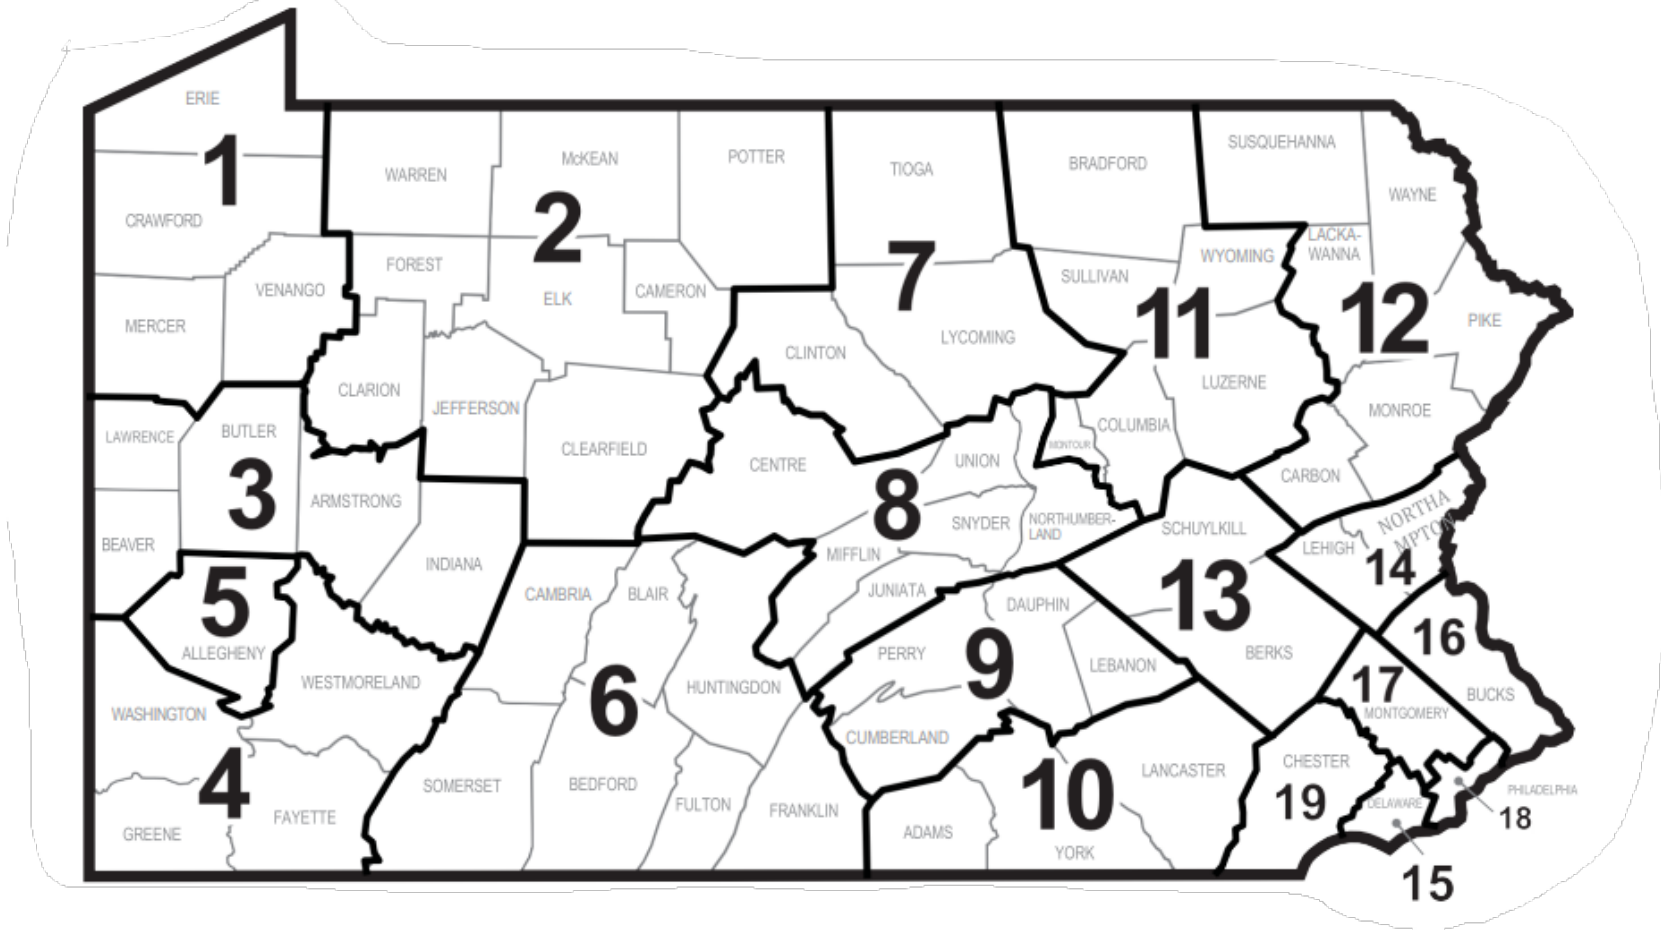 ERIE
1
CRAWFORD
MERCER
VENANGO
WARREN
McKEAN
POTTER
2
FOREST
ELK
CAMERON
CLARION
JEFFERSON
CLEARFIELD
TIOGA
7
LYCOMING
CLINTON
BRADFORD
SULLIVAN
WYOMING
11
LUZERNE
COLUMBIA
MONTOUR
SUSQUEHANNA
WAYNE
LACKA-
WANNA
12
PIKE
MONROE
CARBON
LAWRENCE
BUTLER
3
ARMSTRONG
BEAVER
INDIANA
CENTRE
8
UNION
SNYDER
NORTHUMBER-
LAND
MIFFLIN
JUNIATA
5
ALLEGHENY
WESTMORELAND
WASHINGTON
4
GREENE
FAYETTE
CAMBRIA
BLAIR
HUNTINGDON
6
SOMERSET
BEDFORD
FULTON
FRANKLIN
DAUPHIN
PERRY
9
LEBANON
CUMBERLAND
SCHUYLKILL
13
BERKS
NORTHA
MPTON
LEHIGH
14
16
BUCKS
17
MONTGOMERY
ADAMS
10
YORK
LANCASTER
CHESTER
19
DELAWARE
15
PHILADELPHIA
18